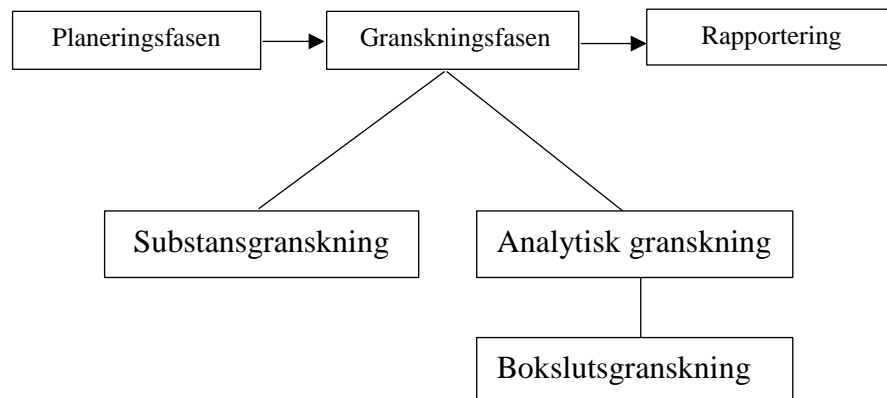 Planeringsfasen
Granskningsfasen
Rapportering
Substansgranskning
Analytisk granskning
Bokslutsgranskning